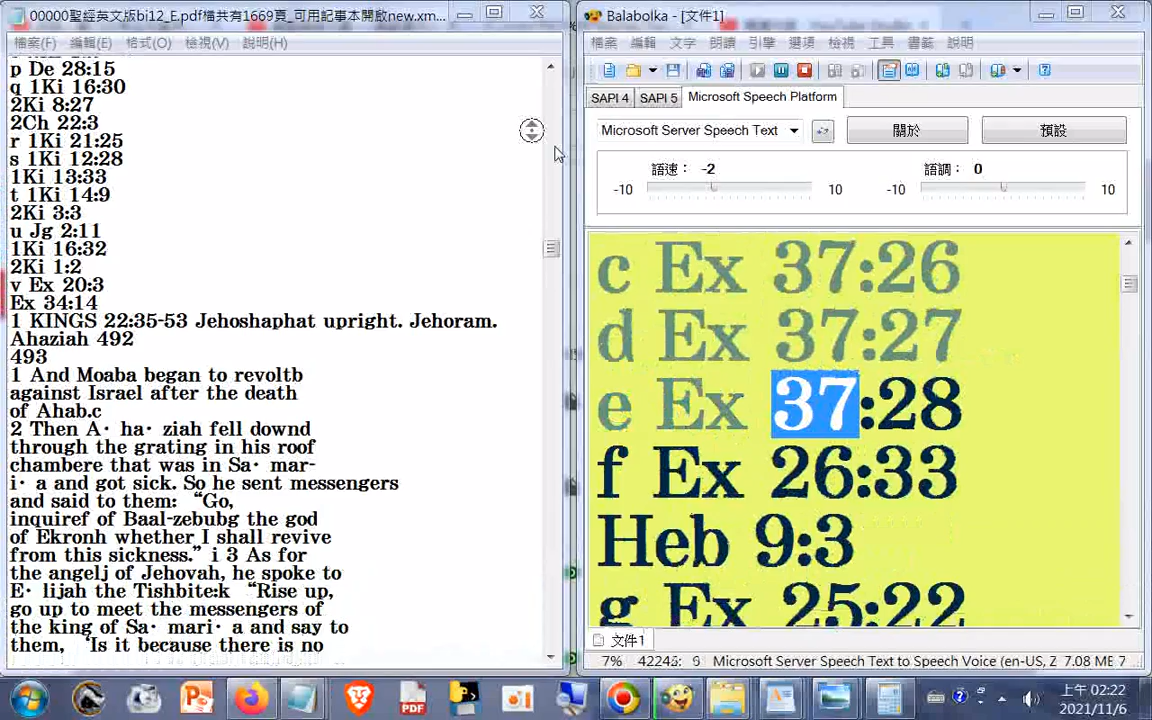 00000聖經英文版bi12_E.pdf檔共有1669頁_可用記事本開啟new.xm...
檔案(F) 編輯(E) 格式(O) 檢視(V) 說明(H)
p De 28:15
q 1Ki 16:30
2Ki 8:27
2Ch 22:3
r 1Ki 21:25
s 1Ki 12:28
1Ki 13:33
t 1Ki 14:9
2Ki 3:3
u Jg 2:11
1Ki 16:32
2Ki 1:2
v Ex 20:3
Ex 34:14
1 KINGS 22:35-53 Jehoshaphat upright. Jehoram.
Ahaziah 492
493
1 And Moaba began to revoltb
against Israel after the death
of Ahab.c
2 Then A· ha· ziah fell downd
through the grating in his roof
chambere that was in Sa· mar-
i· a and got sick. So he sent messengers
and said to them: “Go,
inquiref of Baal-zebubg the god
of Ekronh whether I shall revive
from this sickness.” i 3 As for
the angelj of Jehovah, he spoke to
E· lijah the Tishbite:k “Rise up,
go up to meet the messengers of
the king of Sa· mari· a and say to
them, ‘Is it because there is no
Balabolka - [文件1]
檔案 編輯 文字 朗讀 引擎 選項 檢視 工具 書籤 說明
SAPI 4 SAPI 5 Microsoft Speech Platform
Microsoft Server Speech Text 關於 預設
語速： -2 語調： 0
-10 10 -10 10
c Ex 37:26
d Ex 37:27
e Ex 37:28
f Ex 26:33
Heb 9:3
g Ex 25:22
文件1
7% Microsoft Server Speech Text to Speech Voice (en-US, Z 7.08 ME 7
PDF
上午 02:22
2021/11/6